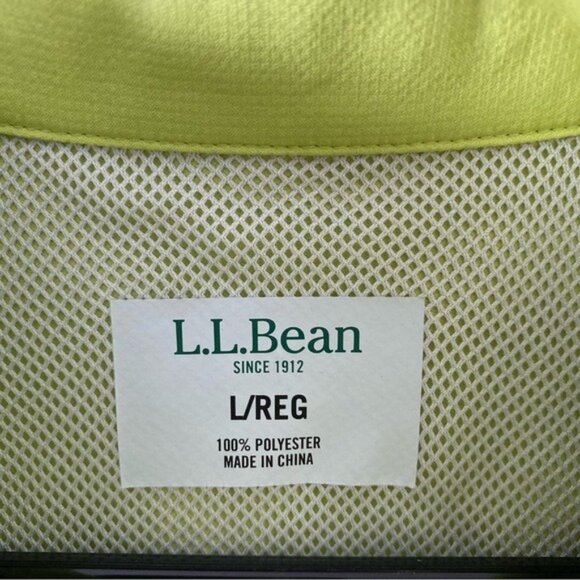 L.L.Bean
SINCE 1912
L/REG
100% POLYESTER
MADE IN CHINA